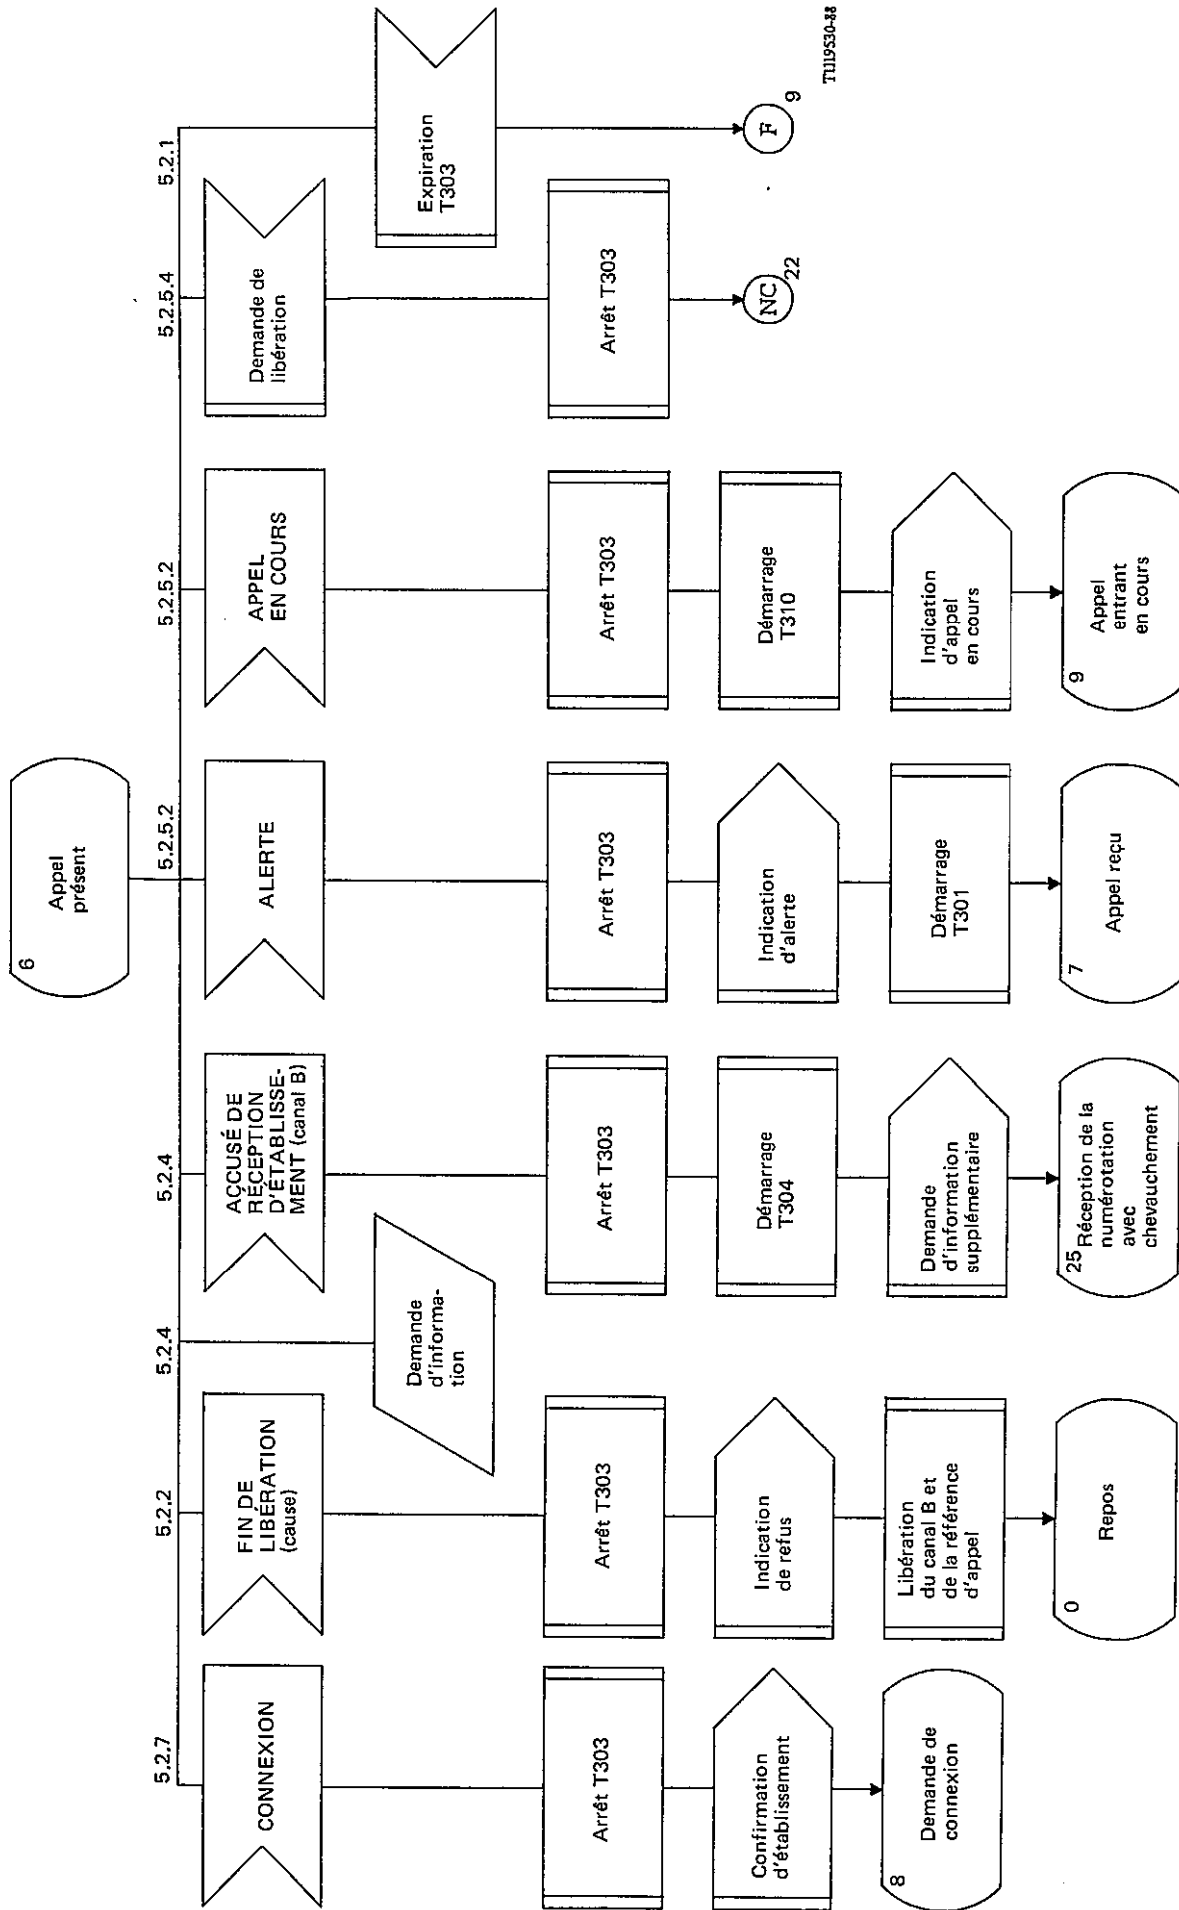 6
Appel
présent
5.2.7
5.2.2
5.2.4
5.2.4
5.2.5.2
5.2.5.2
5.2.5.4
5.2.1
CONNEXION
Arrêt T303
Confirmation
d'établissement
8
Demande de
connexion
FIN DE
LIBÉRATION
(cause)
Arrêt T303
Indication
de refus
Libération
du canal B et
de la référence
d'appel
0
Repos
Demande
d'informa-
tion
ACCUSÉ DE
RÉCEPTION
D'ÉTABLISSE-
MENT (canal B)
Arrêt T303
Démarrage
T304
Demande
d'information
supplémentaire
25
Réception de la
numérotation
avec
chevauchement
ALERTE
Arrêt T303
Indication
d'alerte
Démarrage
T301
7
Appel reçu
APPEL
EN COURS
Arrêt T303
Démarrage
T310
Indication
d'appel
en cours
9
Appel
entrant
en cours
Demande de
libération
Arrêt T303
NC
22
Expiration
T303
F
9
T1119530-88